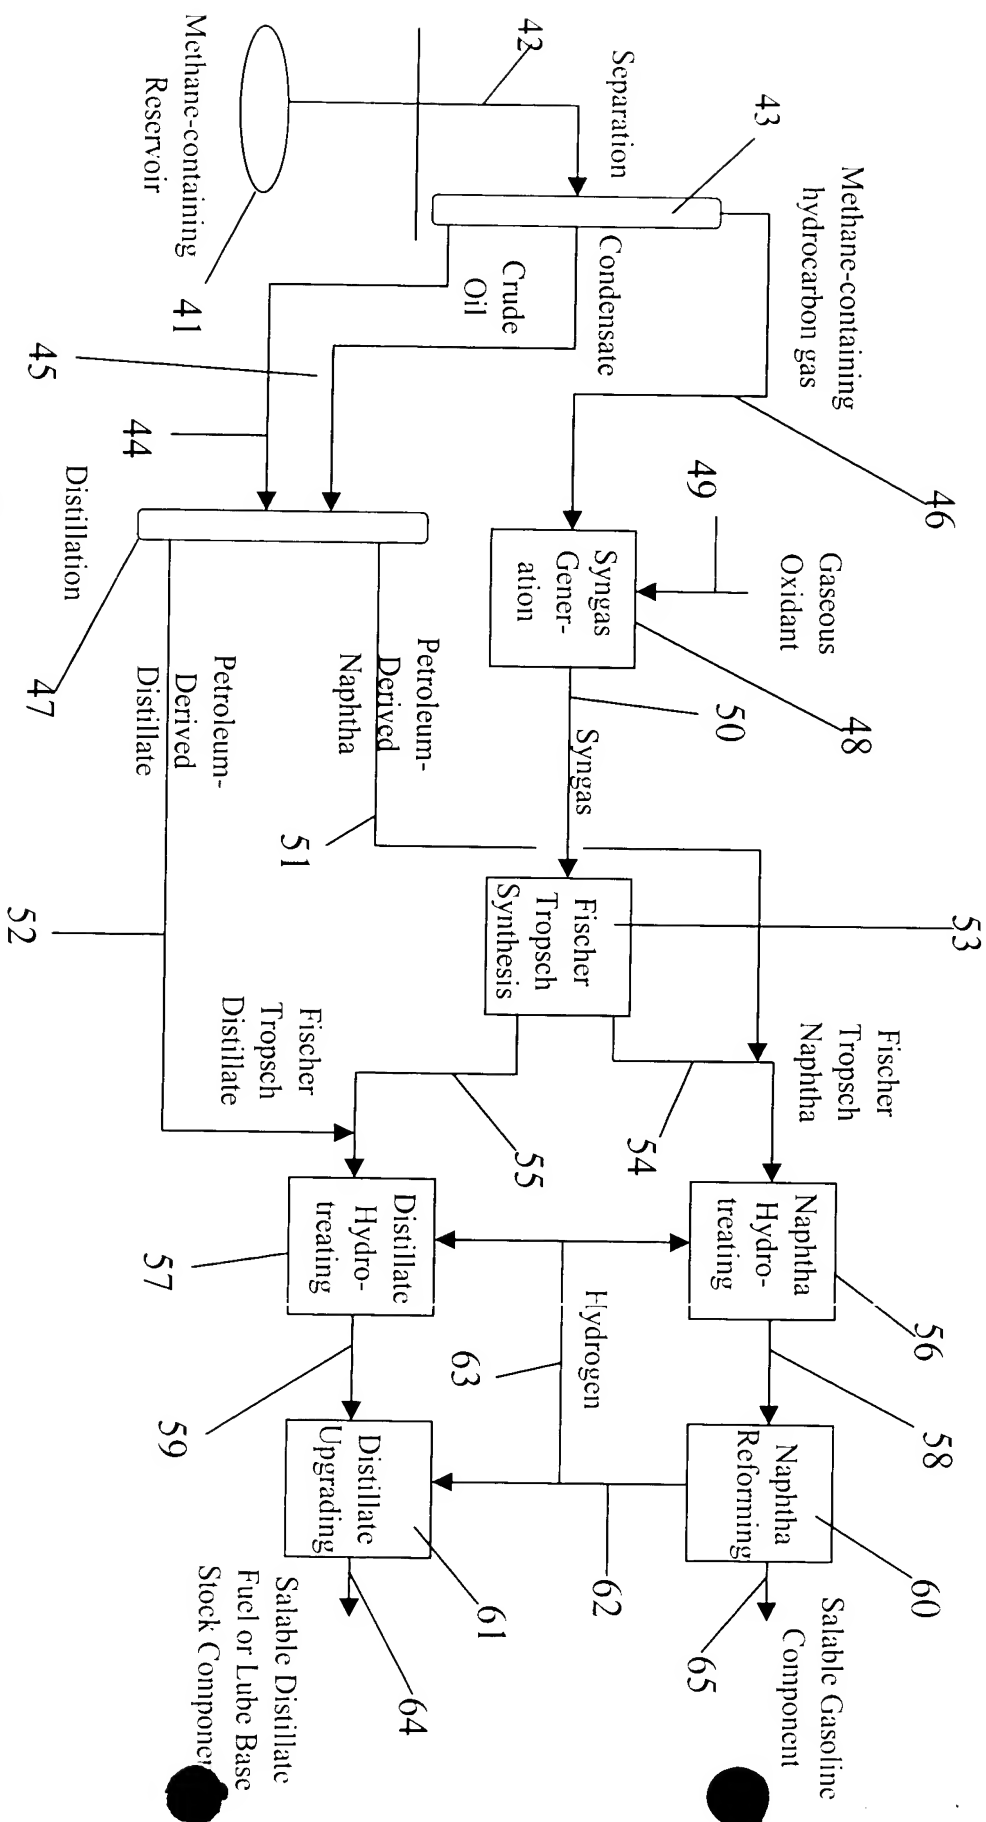 Methane-containing
hydrocarbon gas
46
Gaseous
Oxidant
49
48
43
Separation
42
Condensate
Crude
Oil
Methane-containing
Reservoir
41
45
44
Syngas
Gener-
ation
50
Syngas
Distillation
47
Petroleum-
Derived
Naphtha
51
Petroleum-
Derived
Distillate
52
53
Fischer
Tropsch
Synthesis
Fischer
Tropsch
Naphtha
54
Fischer
Tropsch
Distillate
55
Naphtha
Hydro-
treating
56
Distillate
Hydro-
treating
57
58
59
Hydrogen
63
Naphtha
Reforming
60
62
Distillate
Upgrading
61
65
Salable Gasoline
Component
64
Salable Distillate
Fuel or Lube Base
Stock Componen